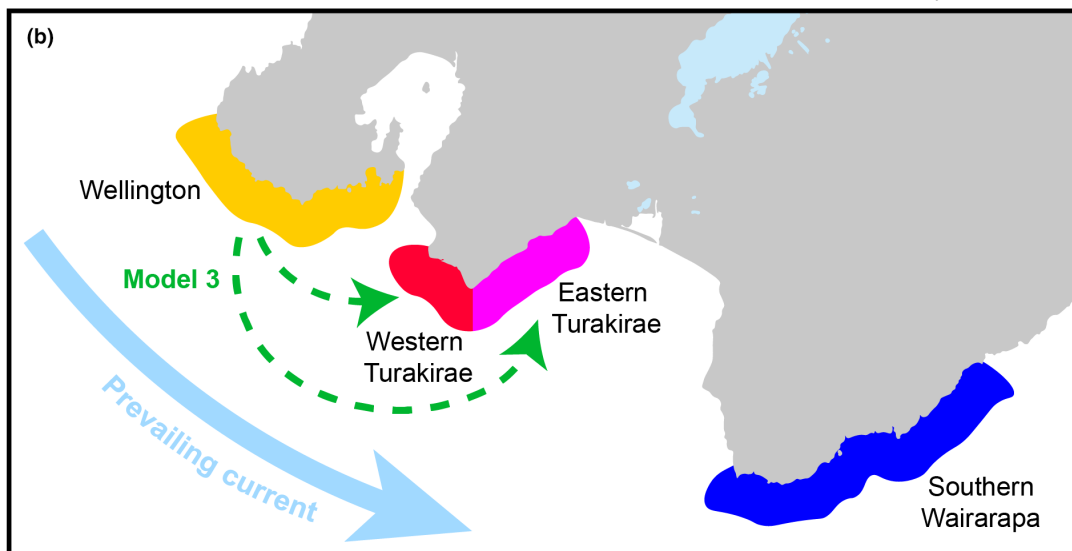 (b)
Wellington
Model 3
Western
Turakirae
Eastern
Turakirae
Prevailing current
Southern
Wairarapa